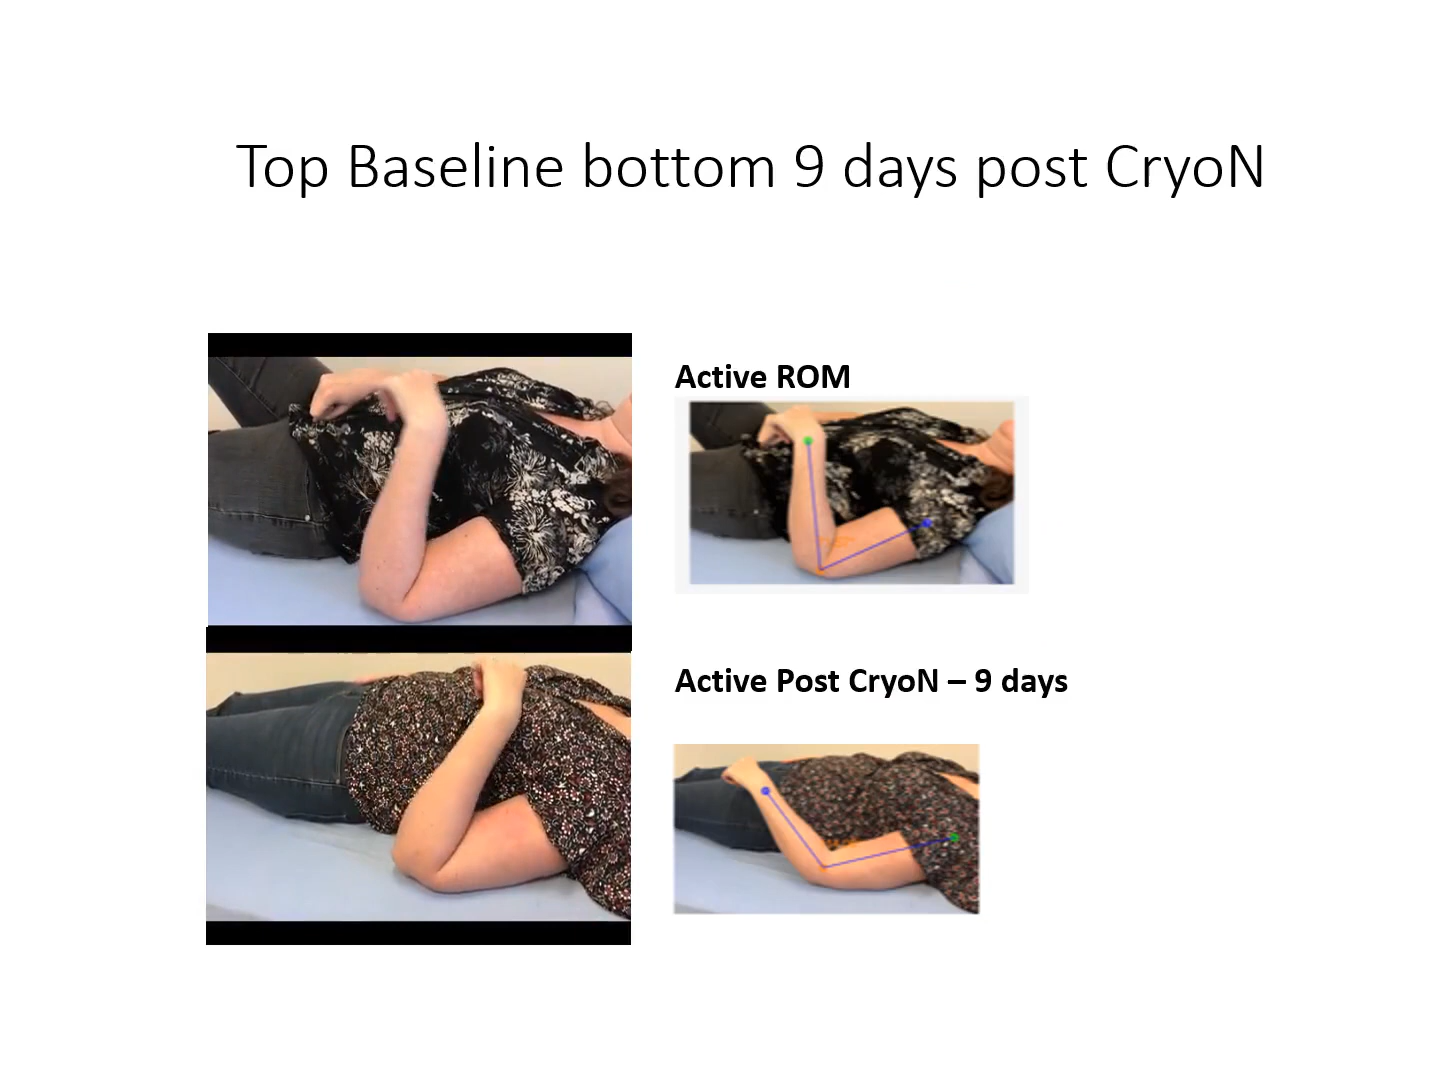 Top Baseline bottom 9 days post CryoN
Active ROM
Active Post CryoN – 9 days